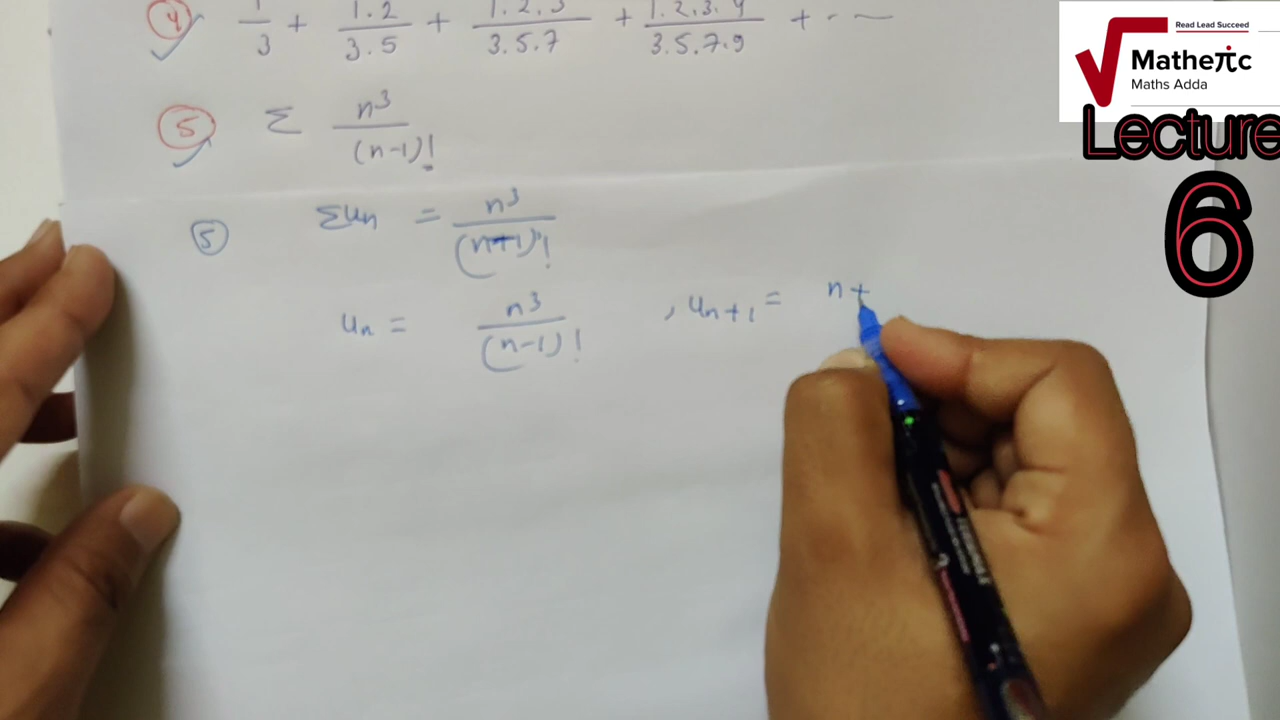 ④ 1/3 + 1.2/3.5 + 1.2.3/3.5.7 + 1.2.3.4/3.5.7.9 + ---
Read Lead Succeed
Matheπc
Maths Adda
Lecture
6
⑤ Σ n³/(n-1)!
⑤ Σun = n³/(n+1)!
un = n³/(n-1)! , un+1 = n+